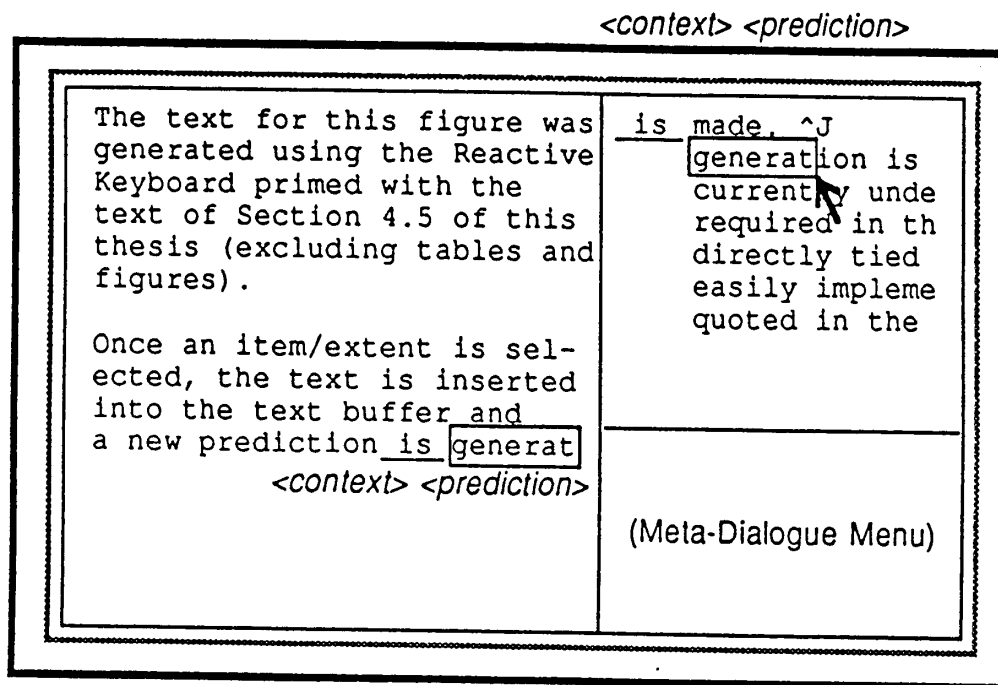 <context> <prediction>
The text for this figure was
generated using the Reactive
Keyboard primed with the
text of Section 4.5 of this
thesis (excluding tables and
figures).
Once an item/extent is sel-
ected, the text is inserted
into the text buffer and
a new prediction is generat
<context> <prediction>
is made. ^J
generation is
currently unde
required in th
directly tied
easily impleme
quoted in the
(Meta-Dialogue Menu)